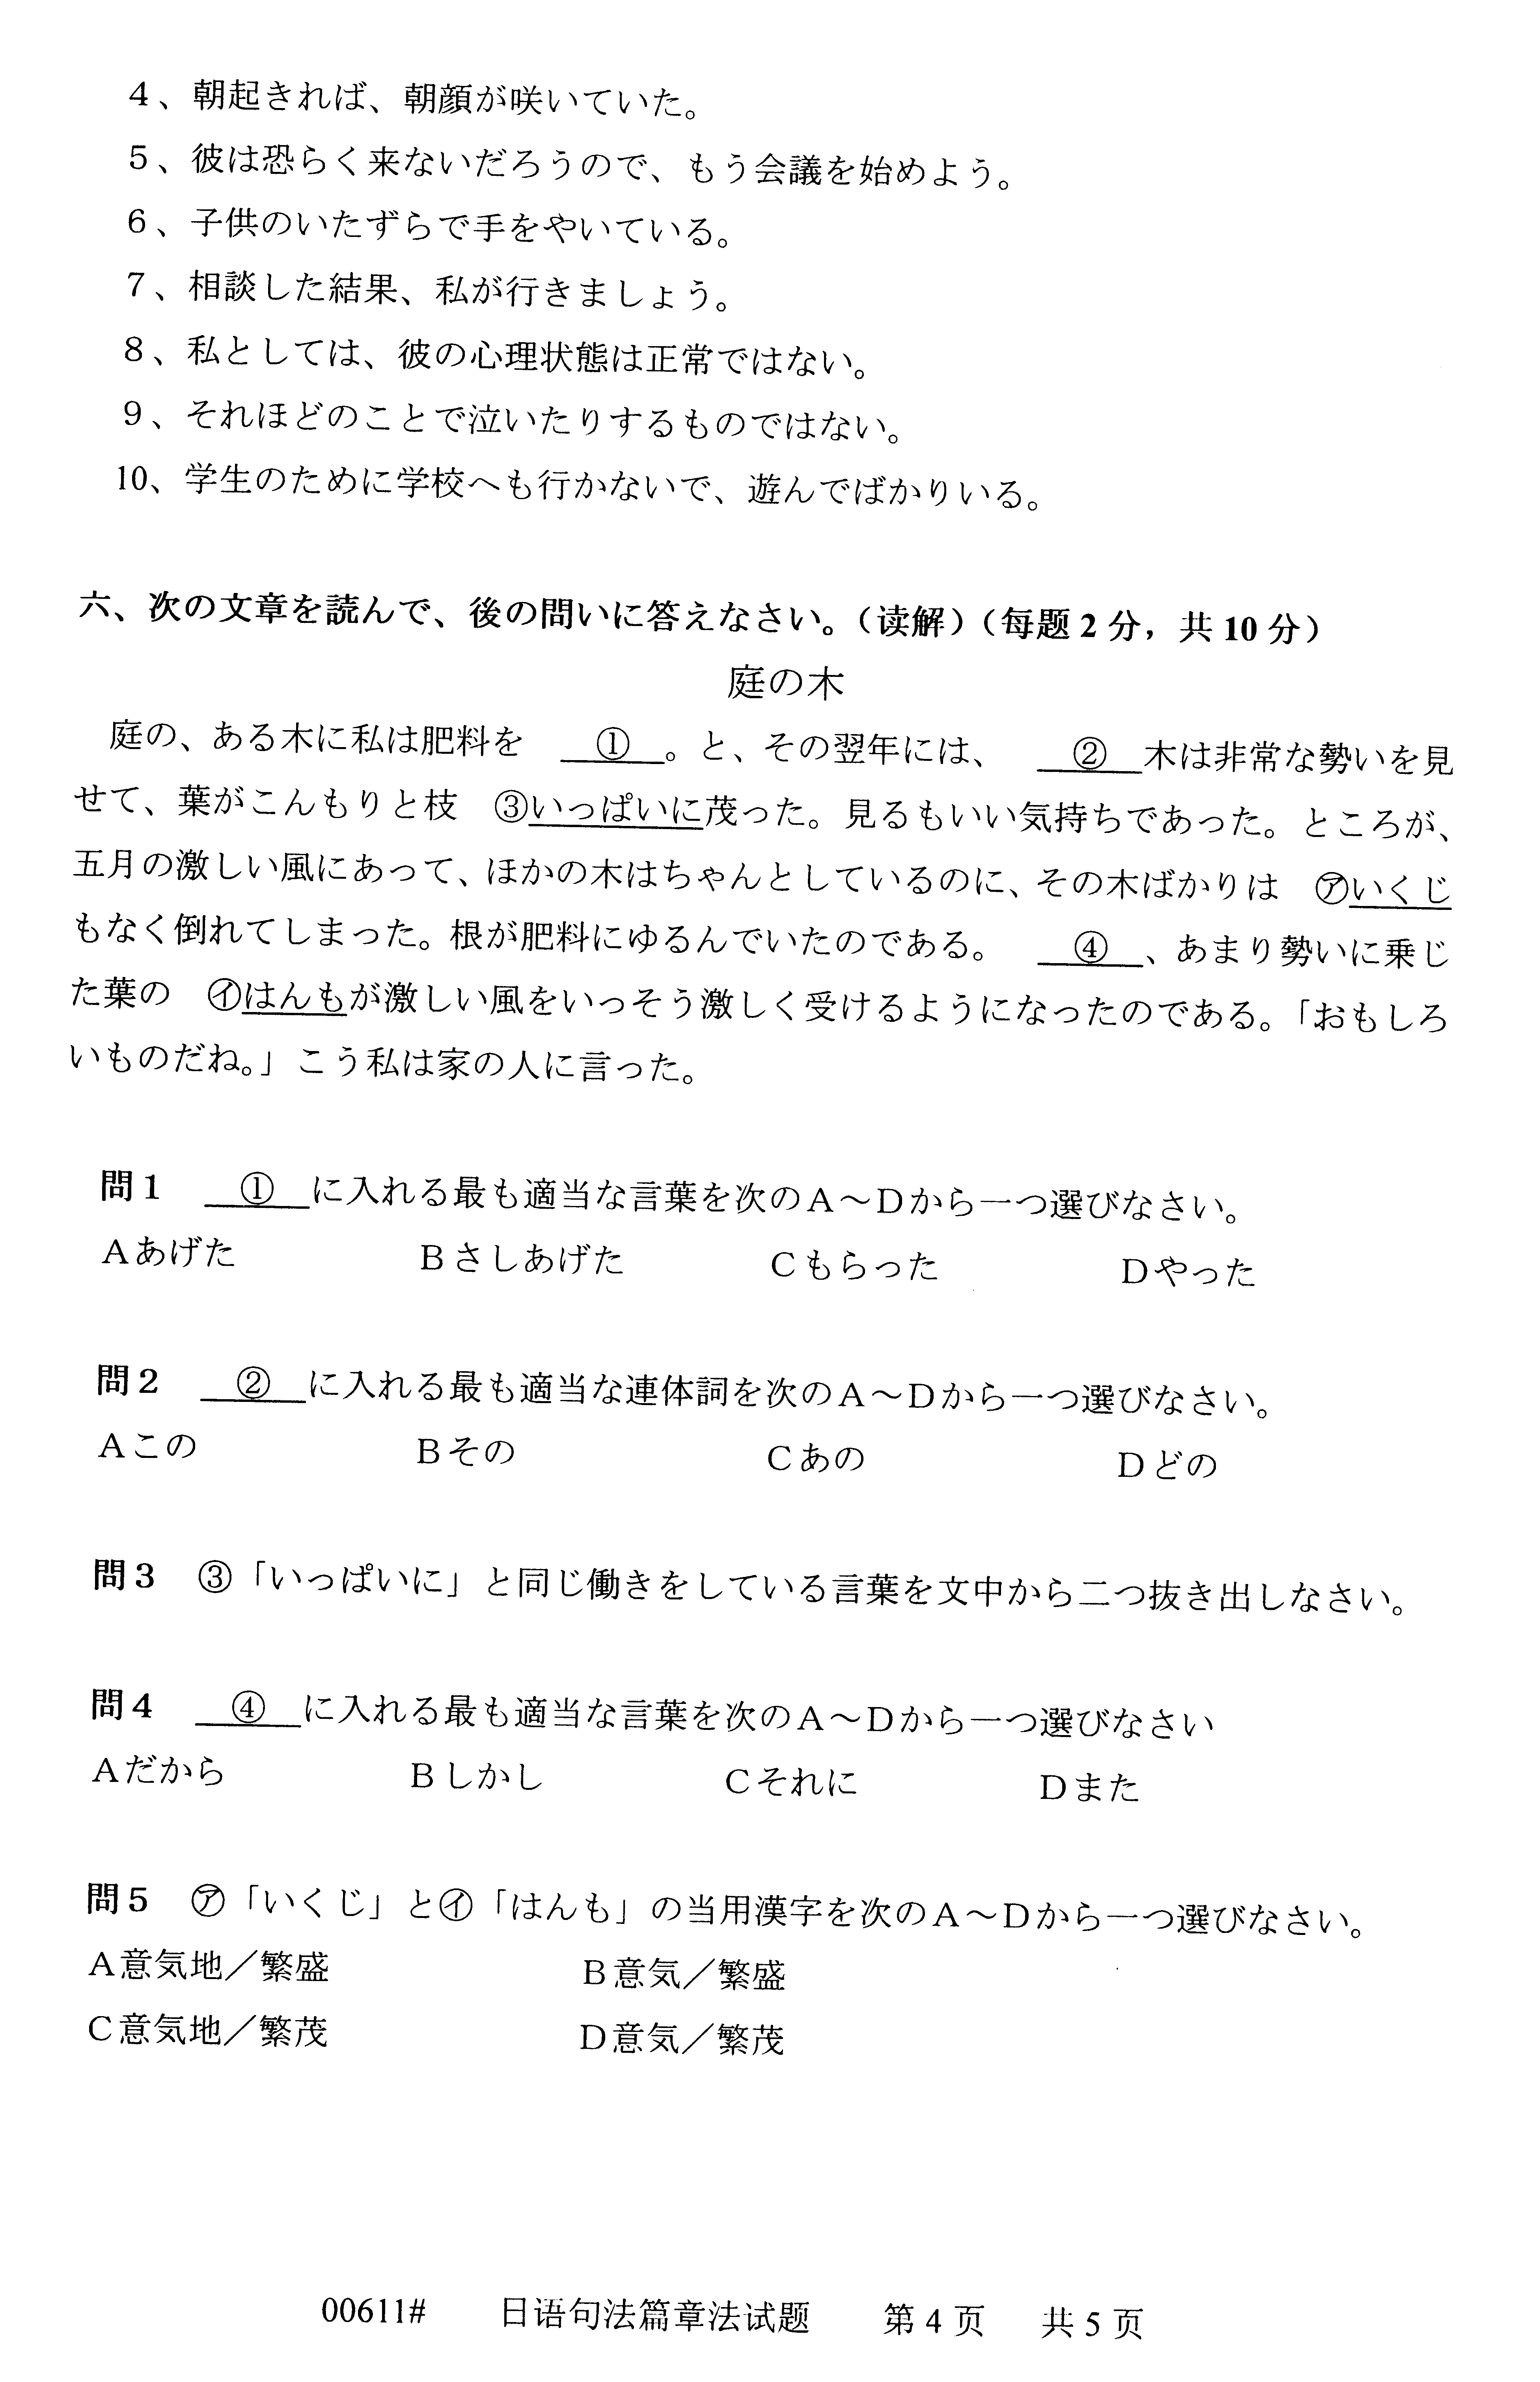 4、朝起きれば、朝顔が咲いていた。
5、彼は恐らく来ないだろうので、もう会議を始めよう。
6、子供のいたずらで手をやいている。
7、相談した結果、私が行きましょう。
8、私としては、彼の心理状態は正常ではない。
9、それほどのことで泣いたりするものではない。
10、学生のために学校へも行かないで、遊んでばかりいる。
六、次の文章を読んで、後の問いに答えなさい。（读解）（每题2分，共10分）
庭の木
庭の、ある木に私は肥料を　①　。と、その翌年には、　②　木は非常な勢いを見
せて、葉がこんもりと枝　③いっぱいに茂った。見るもいい気持ちであった。ところが、
五月の激しい風にあって、ほかの木はちゃんとしているのに、その木ばかりは　㋐いくじ
もなく倒れてしまった。根が肥料にゆるんでいたのである。　④　、あまり勢いに乗じ
た葉の　㋑はんもが激しい風をいっそう激しく受けるようになったのである。「おもしろ
いものだね。」こう私は家の人に言った。
問1　①　に入れる最も適当な言葉を次のA～Dから一つ選びなさい。
Aあげた　Bさしあげた　Cもらった　Dやった
問2　②　に入れる最も適当な連体詞を次のA～Dから一つ選びなさい。
Aこの　Bその　Cあの　Dどの
問3　③「いっぱいに」と同じ働きをしている言葉を文中から二つ抜き出しなさい。
問4　④　に入れる最も適当な言葉を次のA～Dから一つ選びなさい
Aだから　Bしかし　Cそれに　Dまた
問5　㋐「いくじ」と㋑「はんも」の当用漢字を次のA～Dから一つ選びなさい。
A意気地／繁盛　B意気／繁盛
C意気地／繁茂　D意気／繁茂
00611#　日语句法篇章法试题　第4页　共5页